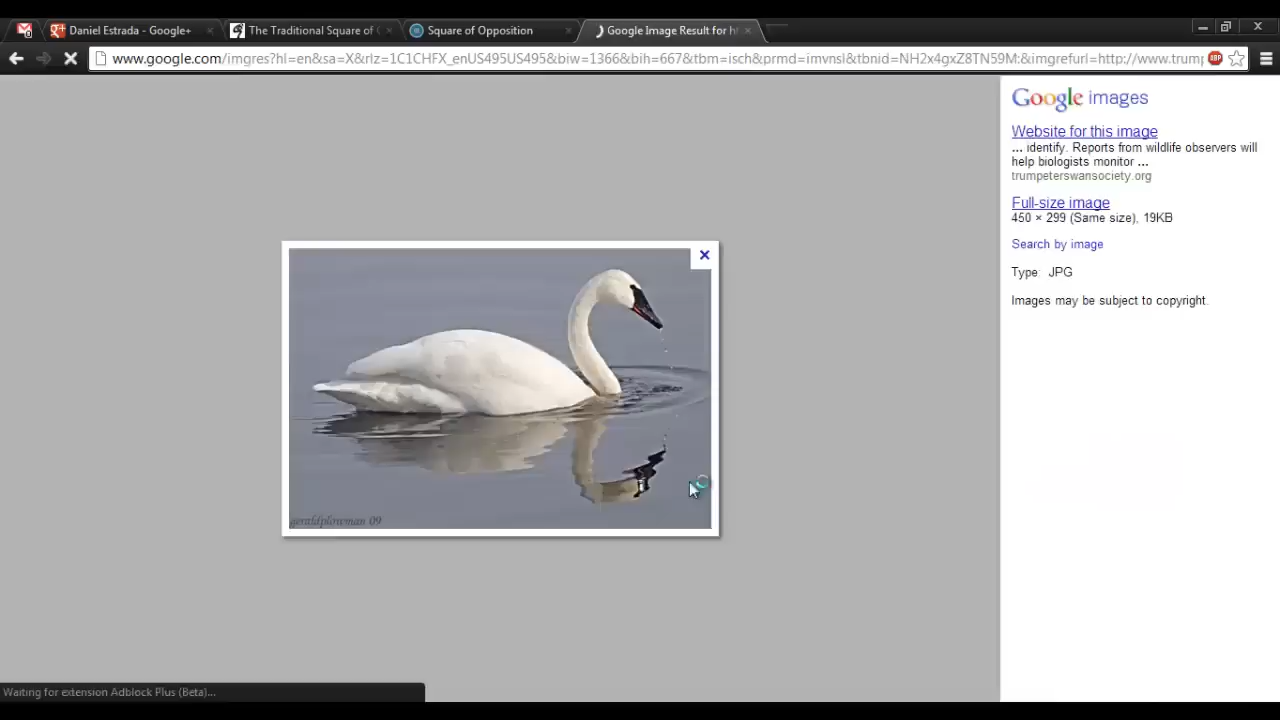 Daniel Estrada - Google+
The Traditional Square of
Square of Opposition
Google Image Result for h
www.google.com/imgres?hl=en&sa=X&rlz=1C1CHFX_enUS495US495&biw=1366&bih=667&tbm=isch&prmd=imvnsl&tbnid=NH2x4gxZ8TN59M:&imgrefurl=http://www.trump
ABP
Google images
Website for this image
... identify. Reports from wildlife observers will
help biologists monitor ...
trumpeterswansociety.org
Full-size image
450 × 299 (Same size), 19KB
Search by image
Type: JPG
Images may be subject to copyright.
geraldplowman 09
Waiting for extension Adblock Plus (Beta)...